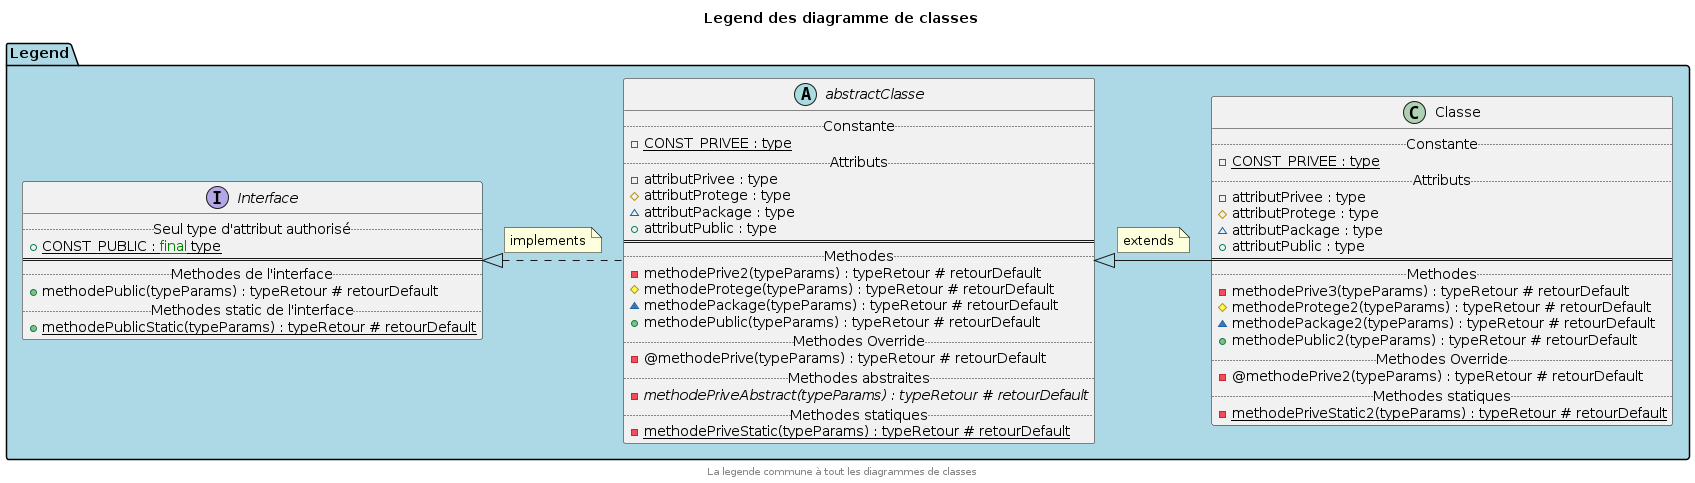 Legend des diagramme de classes
Legend
I Interface
Seul type d'attribut authorisé
CONST_PUBLIC : final type
Methodes de l'interface
methodePublic(typeParams) : typeRetour # retourDefault
Methodes static de l'interface
methodePublicStatic(typeParams) : typeRetour # retourDefault
implements
A abstractClasse
Constante
CONST_PRIVEE : type
Attributs
attributPrivee : type
attributProtege : type
attributPackage : type
attributPublic : type
Methodes
methodePrive2(typeParams) : typeRetour # retourDefault
methodeProtege(typeParams) : typeRetour # retourDefault
methodePackage(typeParams) : typeRetour # retourDefault
methodePublic(typeParams) : typeRetour # retourDefault
Methodes Override
@methodePrive(typeParams) : typeRetour # retourDefault
Methodes abstraites
methodePriveAbstract(typeParams) : typeRetour # retourDefault
Methodes statiques
methodePriveStatic(typeParams) : typeRetour # retourDefault
extends
C Classe
Constante
CONST_PRIVEE : type
Attributs
attributPrivee : type
attributProtege : type
attributPackage : type
attributPublic : type
Methodes
methodePrive3(typeParams) : typeRetour # retourDefault
methodeProtege2(typeParams) : typeRetour # retourDefault
methodePackage2(typeParams) : typeRetour # retourDefault
methodePublic2(typeParams) : typeRetour # retourDefault
Methodes Override
@methodePrive2(typeParams) : typeRetour # retourDefault
Methodes statiques
methodePriveStatic2(typeParams) : typeRetour # retourDefault
La legende commune à tout les diagrammes de classes